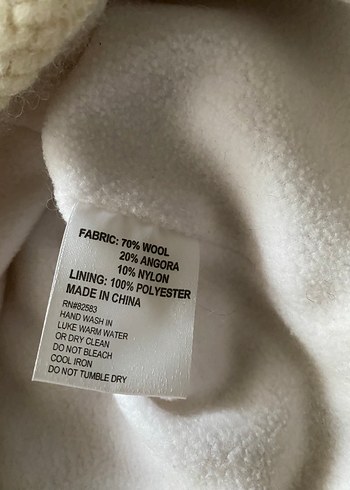 FABRIC: 70% WOOL
20% ANGORA
10% NYLON
LINING: 100% POLYESTER
MADE IN CHINA
RN#82583
HAND WASH IN
LUKE WARM WATER
OR DRY CLEAN
DO NOT BLEACH
COOL IRON
DO NOT TUMBLE DRY